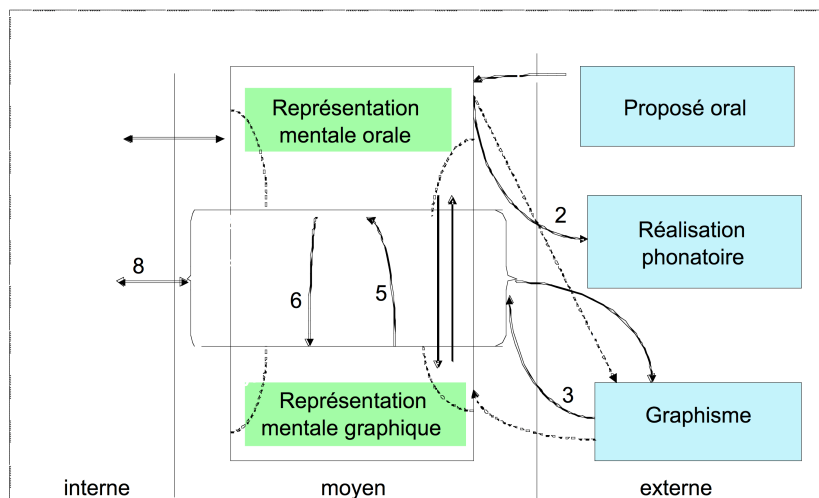 Représentation
mentale orale
Proposé oral
2
Réalisation
phonatoire
8
6
5
3
Représentation
mentale graphique
Graphisme
interne
moyen
externe